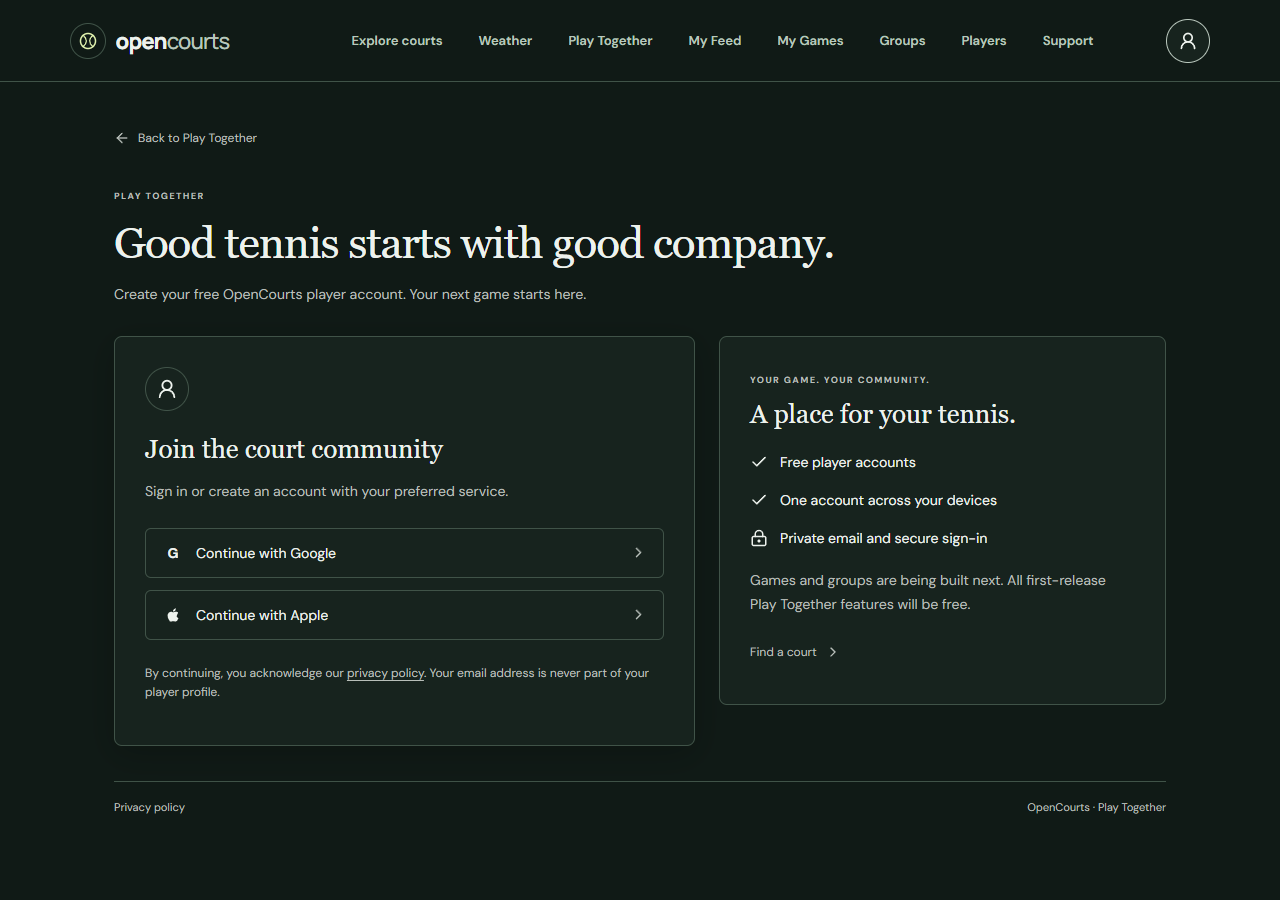 opencourts
Explore courts
Weather
Play Together
My Feed
My Games
Groups
Players
Support
Back to Play Together
PLAY TOGETHER
Good tennis starts with good company.
Create your free OpenCourts player account. Your next game starts here.
Join the court community
Sign in or create an account with your preferred service.
G Continue with Google
Continue with Apple
By continuing, you acknowledge our privacy policy. Your email address is never part of your
player profile.
YOUR GAME. YOUR COMMUNITY.
A place for your tennis.
Free player accounts
One account across your devices
Private email and secure sign-in
Games and groups are being built next. All first-release
Play Together features will be free.
Find a court
Privacy policy
OpenCourts · Play Together